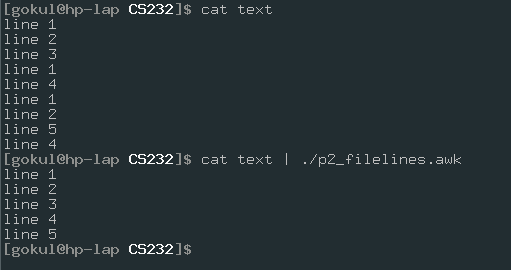 [gokul@hp-lap CS232]$ cat text
line 1
line 2
line 3
line 1
line 4
line 1
line 2
line 5
line 4
[gokul@hp-lap CS232]$ cat text | ./p2_filelines.awk
line 1
line 2
line 3
line 4
line 5
[gokul@hp-lap CS232]$